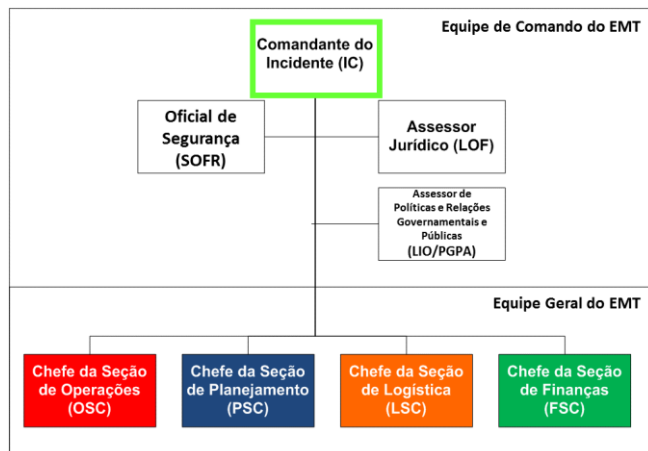 Equipe de Comando do EMT
Comandante do
Incidente (IC)
Oficial de
Segurança
(SOFR)
Assessor
Jurídico (LOF)
Assessor de
Políticas e Relações
Governamentais e
Públicas
(LIO/PGPA)
Equipe Geral do EMT
Chefe da Seção
de Operações
(OSC)
Chefe da Seção
de Planejamento
(PSC)
Chefe da Seção
de Logística
(LSC)
Chefe da Seção
de Finanças
(FSC)